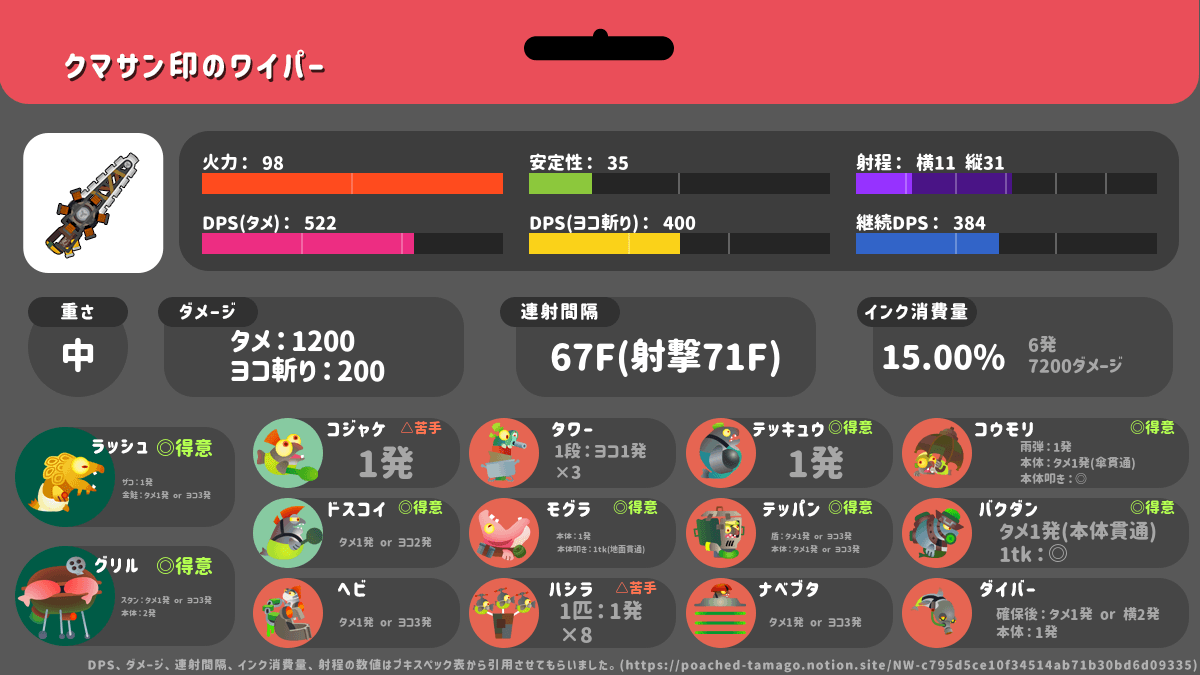 クマサン印のワイパー
火力： 98
安定性： 35
射程： 横11 縦31
DPS(タメ)： 522
DPS(ヨコ斬り)： 400
継続DPS： 384
重さ
中
ダメージ
タメ：1200
ヨコ斬り：200
連射間隔
67F(射撃71F)
インク消費量
15.00%
6発
7200ダメージ
ラッシュ ◎得意
ザコ：1発
金鮭：タメ1発 or ヨコ3発
グリル ◎得意
スタン：タメ1発 or ヨコ3発
本体：2発
コジャケ △苦手
1発
タワー
1段：ヨコ1発
×3
テッキュウ ◎得意
1発
コウモリ ◎得意
雨弾：1発
本体：タメ1発(傘貫通)
本体叩き：◎
ドスコイ ◎得意
タメ1発 or ヨコ2発
モグラ ◎得意
本体：1発
本体叩き：1tk(地面貫通)
テッパン ◎得意
盾：タメ1発 or ヨコ3発
本体：タメ1発 or ヨコ3発
バクダン ◎得意
タメ1発(本体貫通)
1tk：◎
ヘビ
タメ1発 or ヨコ3発
ハシラ △苦手
1匹：1発
×8
ナベブタ
タメ1発 or ヨコ3発
ダイバー
確保後：タメ1発 or 横2発
本体：1発
DPS、ダメージ、連射間隔、インク消費量、射程の数値はブキスペック表から引用させてもらいました。(https://poached-tamago.notion.site/NW-c795d5ce10f34514ab71b30bd6d09335)